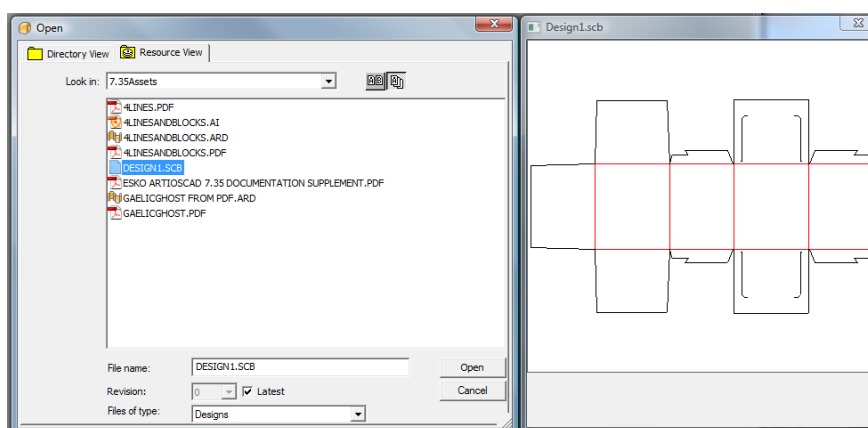 Open
Directory View
Resource View
Look in:
7.35Assets
4LINES.PDF
4LINESANDBLOCKS.AI
4LINESANDBLOCKS.ARD
4LINESANDBLOCKS.PDF
DESIGN1.SCB
ESKO ARTIOSCAD 7.35 DOCUMENTATION SUPPLEMENT.PDF
GAELICGHOST FROM PDF.ARD
GAELICGHOST.PDF
File name:
DESIGN1.SCB
Open
Revision:
0
Latest
Cancel
Files of type:
Designs
Design1.scb